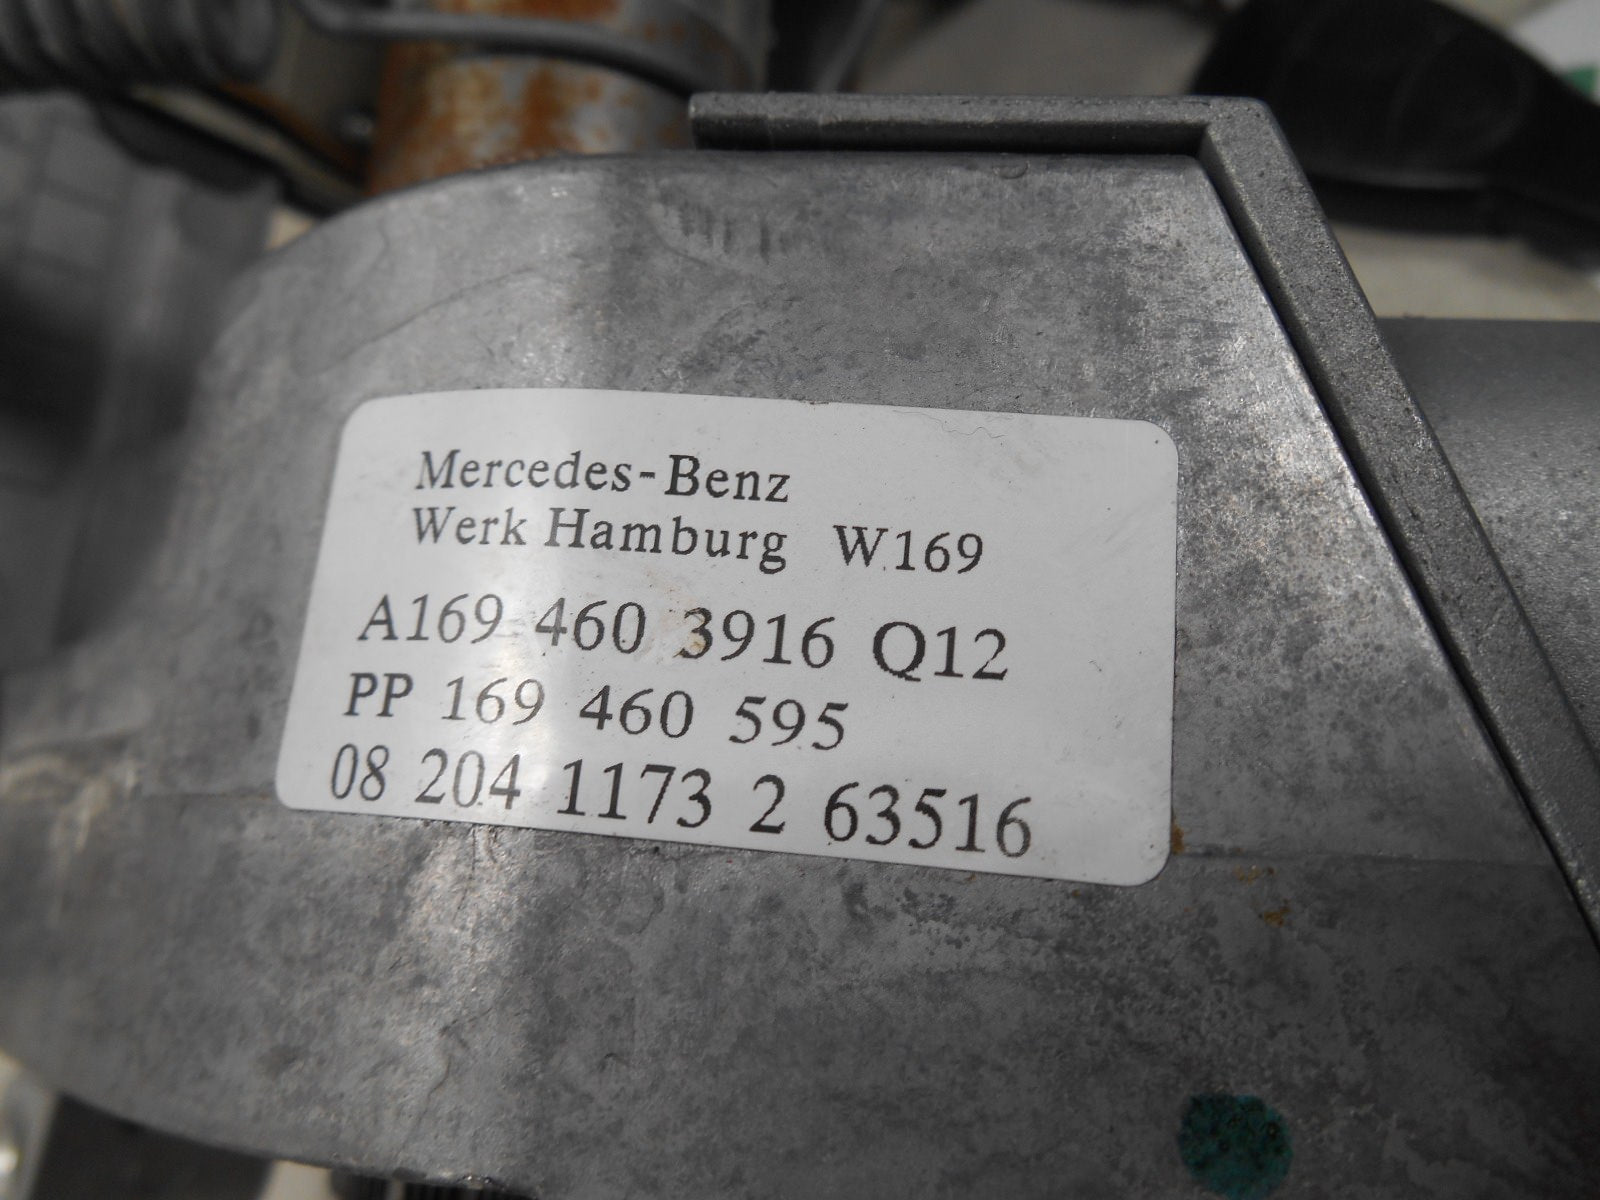 Mercedes-Benz
Werk Hamburg W169
A169 460 3916 Q12
PP 169 460 595
08 204 1173 2 63516